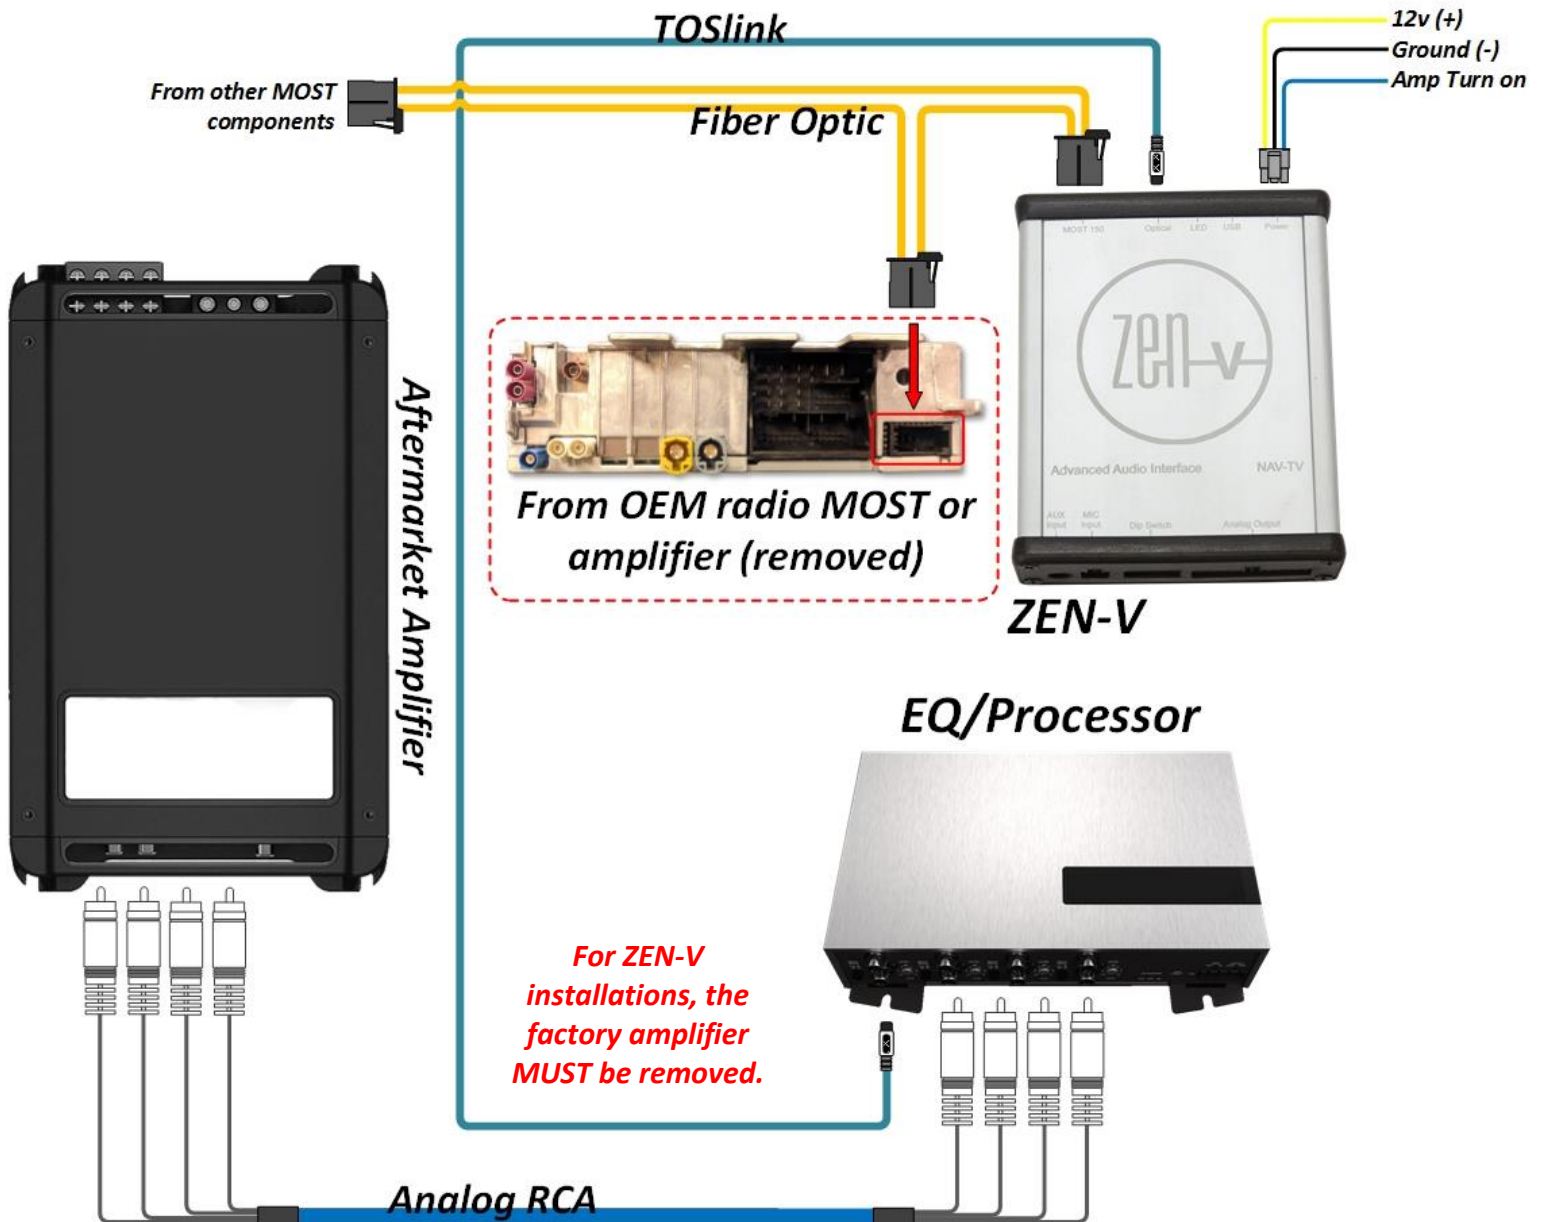 TOSlink
12v (+)
Ground (-)
Amp Turn on
From other MOST
components
Fiber Optic
MOST 150
Optical
LED
USB
Power
zen-v
Advanced Audio Interface
NAV-TV
AUX
Input
MIC
Input
Dip Switch
Analog Output
ZEN-V
From OEM radio MOST or
amplifier (removed)
Aftermarket Amplifier
EQ/Processor
For ZEN-V
installations, the
factory amplifier
MUST be removed.
Analog RCA